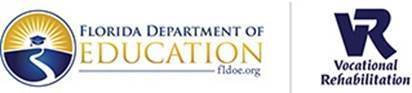 FLORIDA DEPARTMENT OF
EDUCATION
fldoe.org
VR
Vocational
Rehabilitation